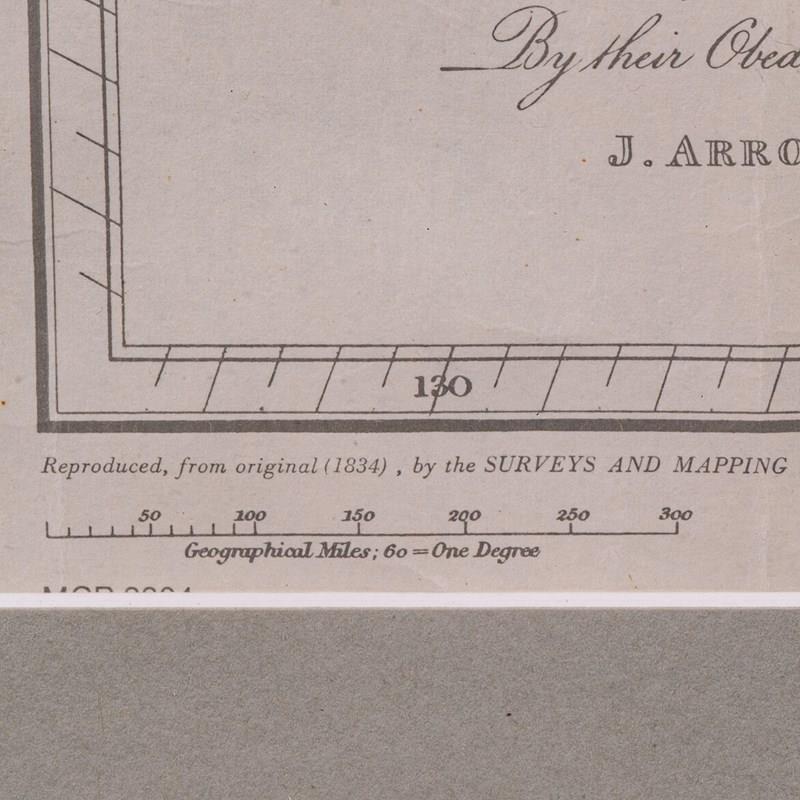 By their
J. ARRO
130
Reproduced, from original (1834), by the SURVEYS AND MAPPING
50 100 150 200 250 300
Geographical Miles; 60 = One Degree